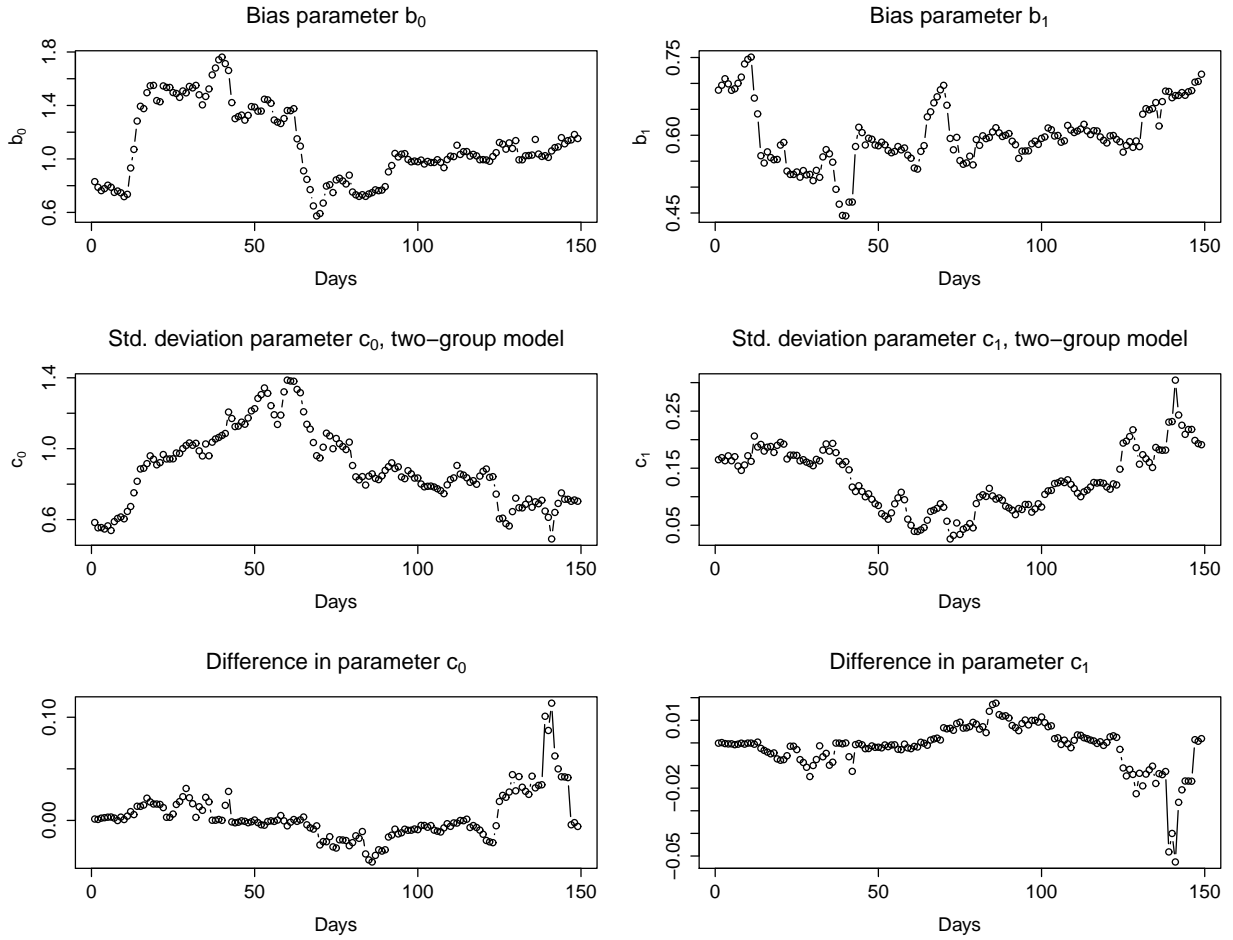 Bias parameter b₀
b₀
0.6 1.0 1.4 1.8
0 50 100 150
Days
Bias parameter b₁
b₁
0.45 0.60 0.75
0 50 100 150
Days
Std. deviation parameter c₀, two−group model
c₀
0.6 1.0 1.4
0 50 100 150
Days
Std. deviation parameter c₁, two−group model
c₁
0.05 0.15 0.25
0 50 100 150
Days
Difference in parameter c₀
0.00 0.10
0 50 100 150
Days
Difference in parameter c₁
−0.05 −0.02 0.01
0 50 100 150
Days